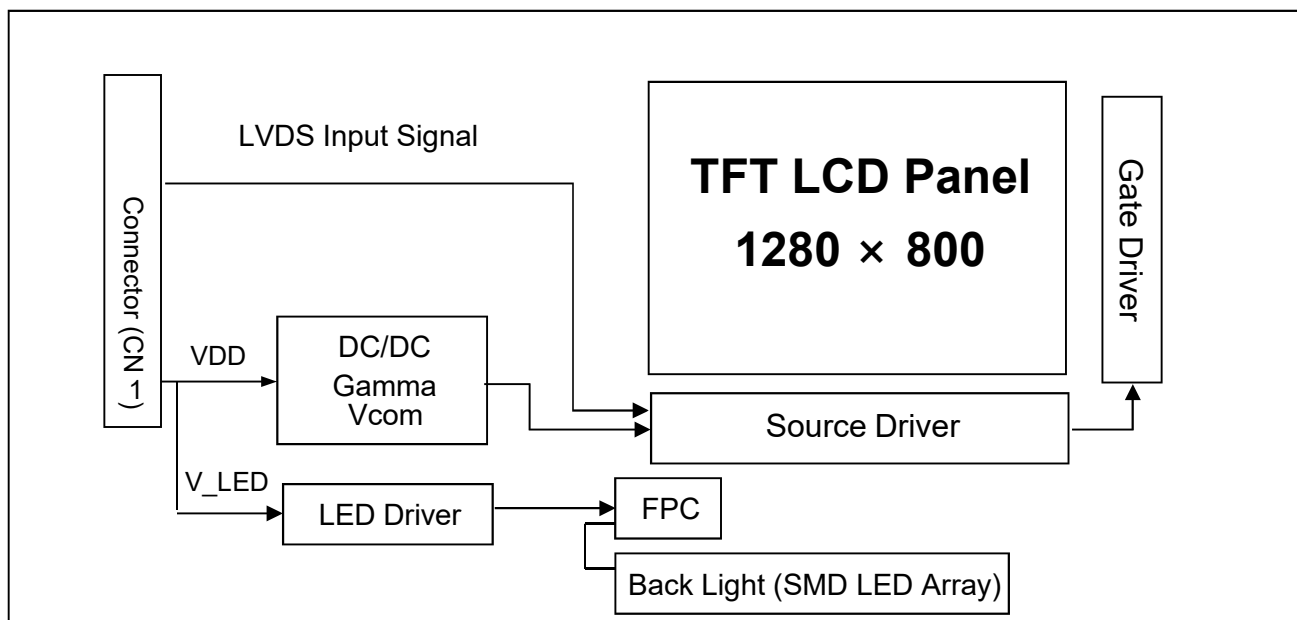 LVDS Input Signal
TFT LCD Panel
1280 × 800
Gate Driver
Connector (CN1)
VDD
DC/DC
Gamma
Vcom
Source Driver
V_LED
LED Driver
FPC
Back Light (SMD LED Array)